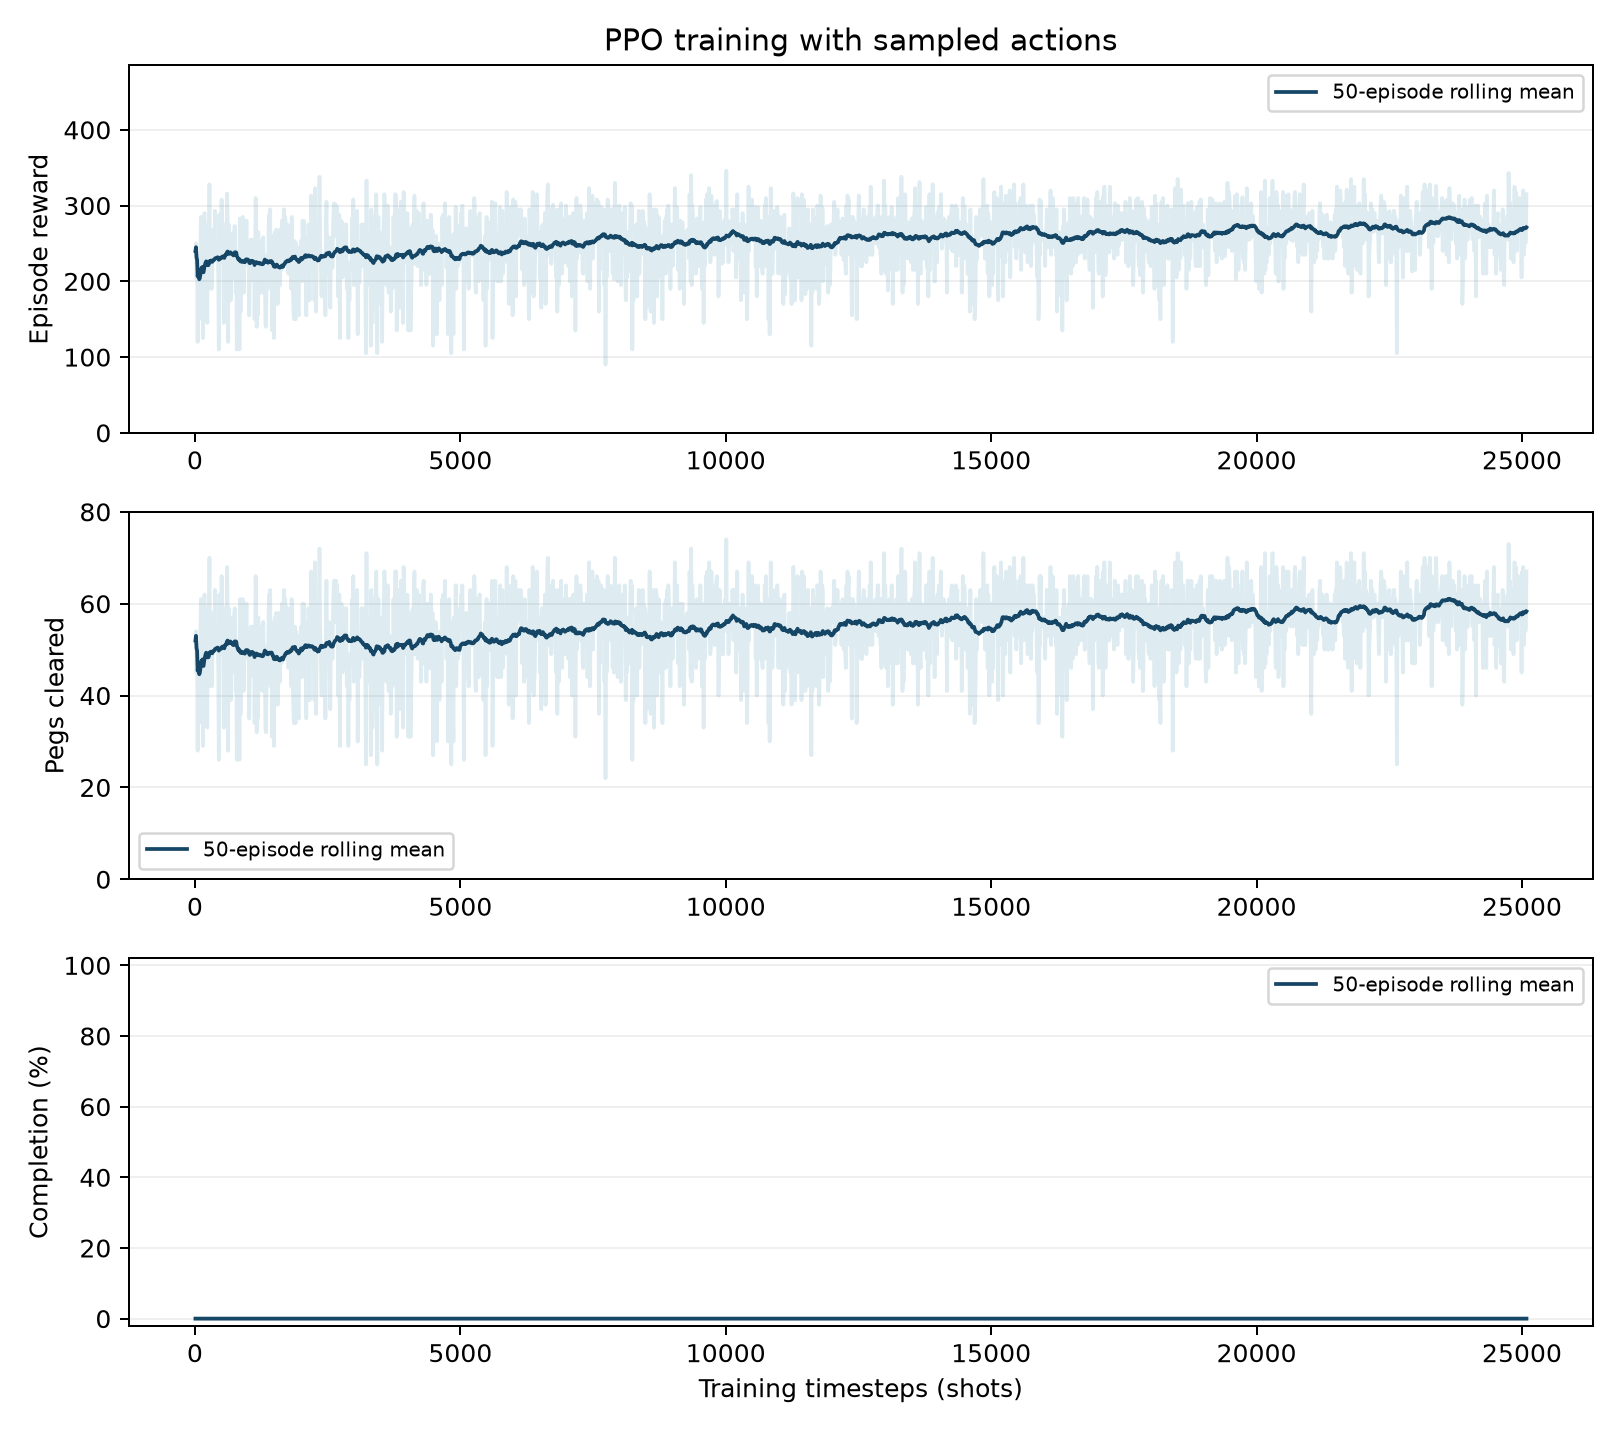 PPO training with sampled actions
50-episode rolling mean
Episode reward
400
300
200
100
0
0 5000 10000 15000 20000 25000
Pegs cleared
80
60
40
20
0
50-episode rolling mean
0 5000 10000 15000 20000 25000
50-episode rolling mean
Completion (%)
100
80
60
40
20
0
0 5000 10000 15000 20000 25000
Training timesteps (shots)